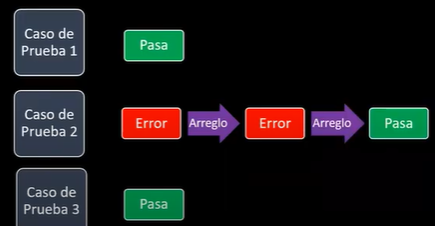 Caso de
Prueba 1
Pasa
Caso de
Prueba 2
Error
Arreglo
Error
Arreglo
Pasa
Caso de
Prueba 3
Pasa